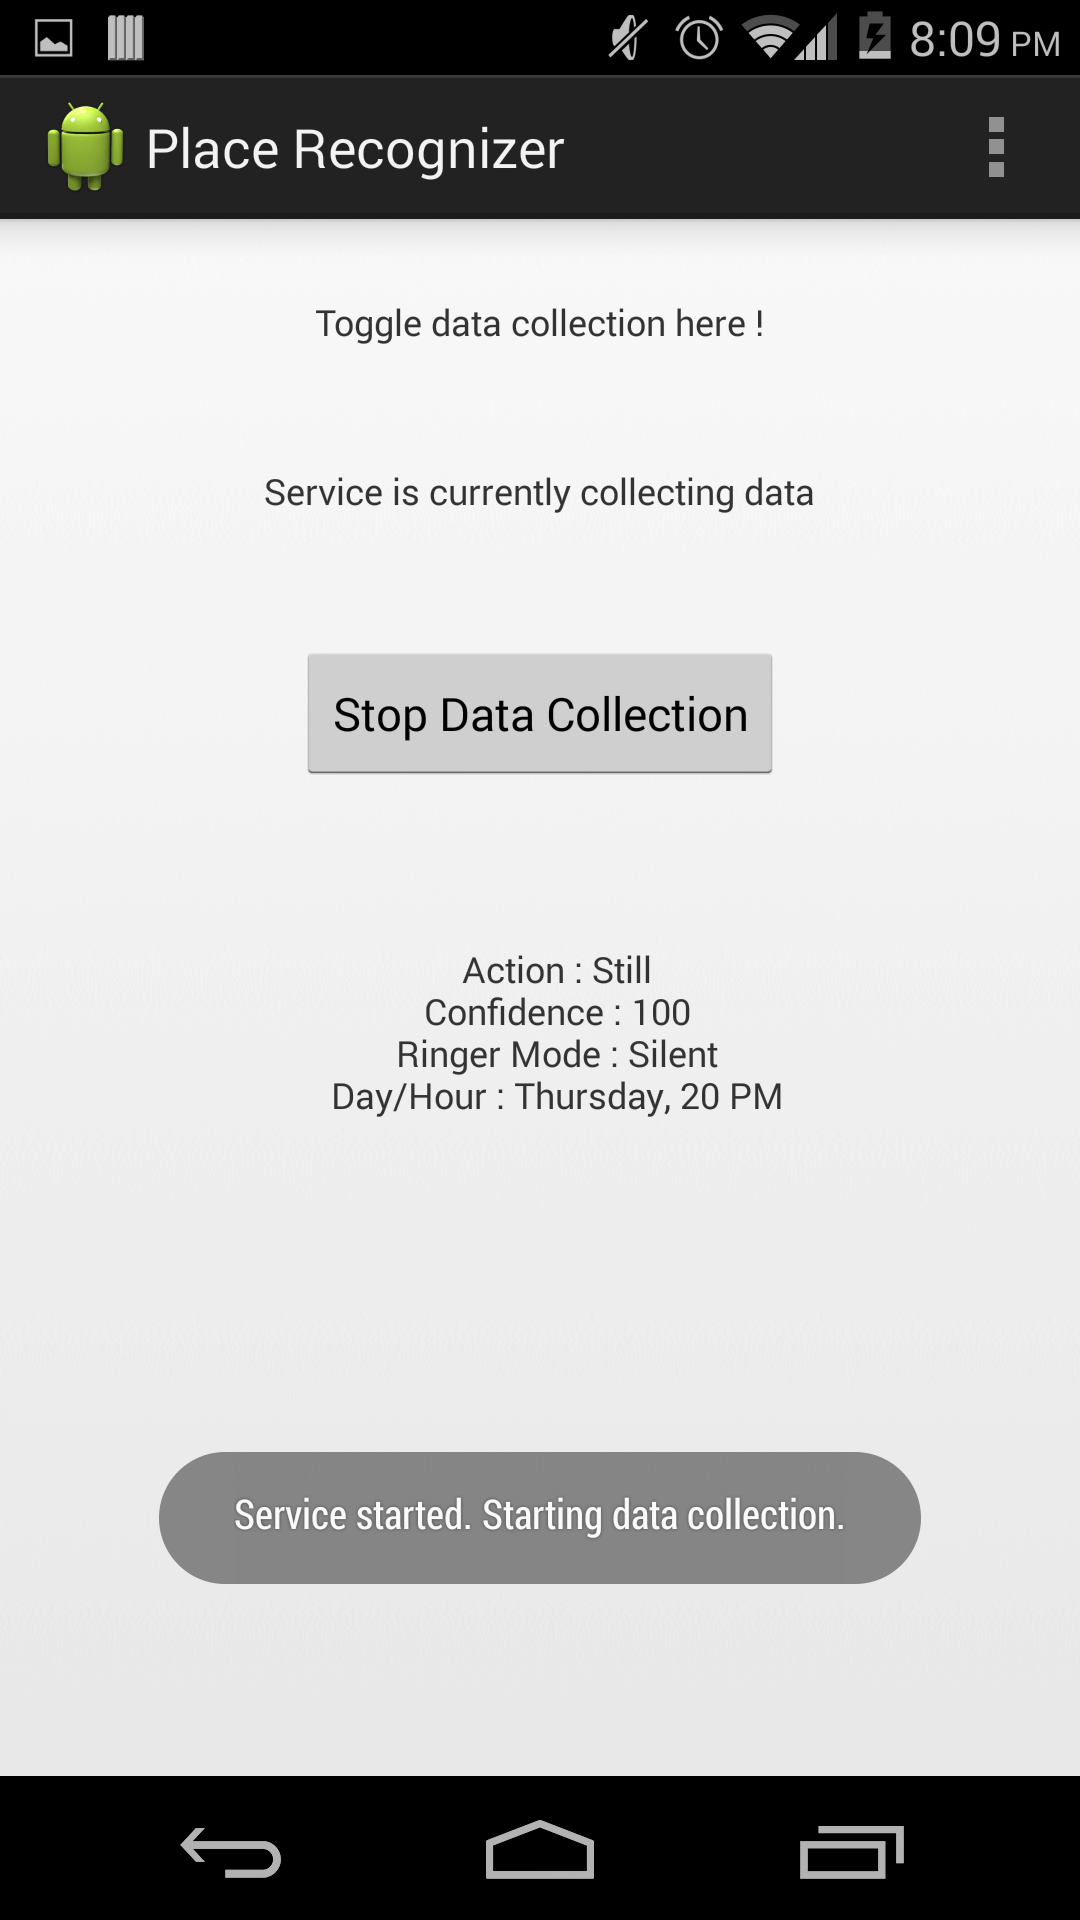 8:09 PM
Place Recognizer
Toggle data collection here !
Service is currently collecting data
Stop Data Collection
Action : Still
Confidence : 100
Ringer Mode : Silent
Day/Hour : Thursday, 20 PM
Service started. Starting data collection.